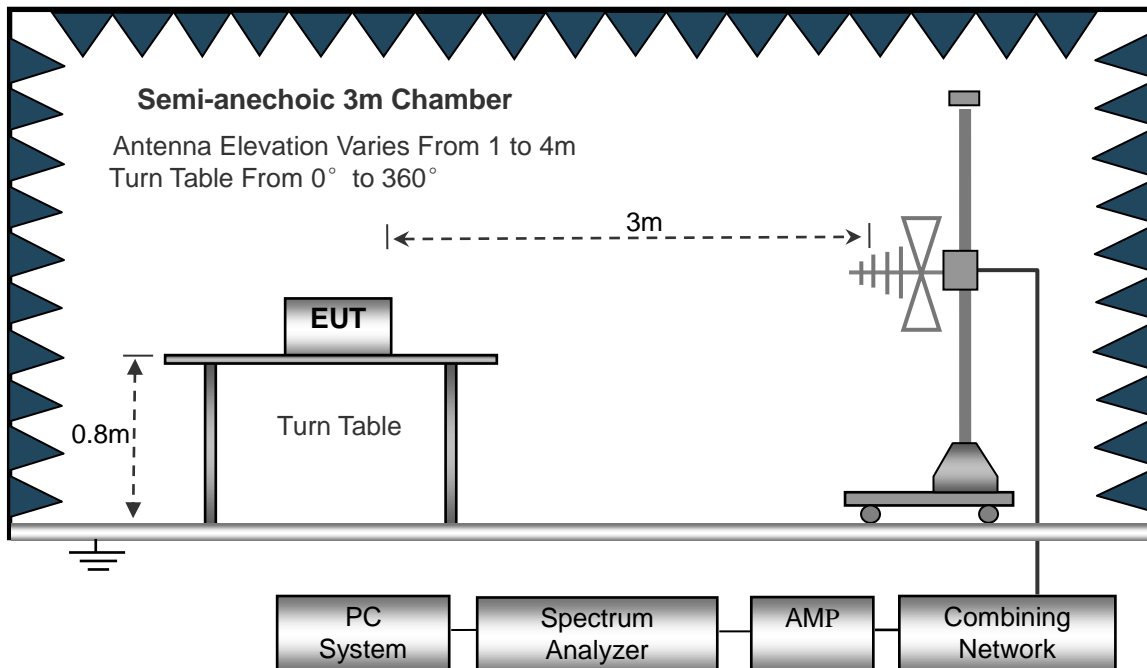 Semi-anechoic 3m Chamber
Antenna Elevation Varies From 1 to 4m
Turn Table From 0° to 360°
3m
EUT
0.8m
Turn Table
PC
System
Spectrum
Analyzer
AMP
Combining
Network